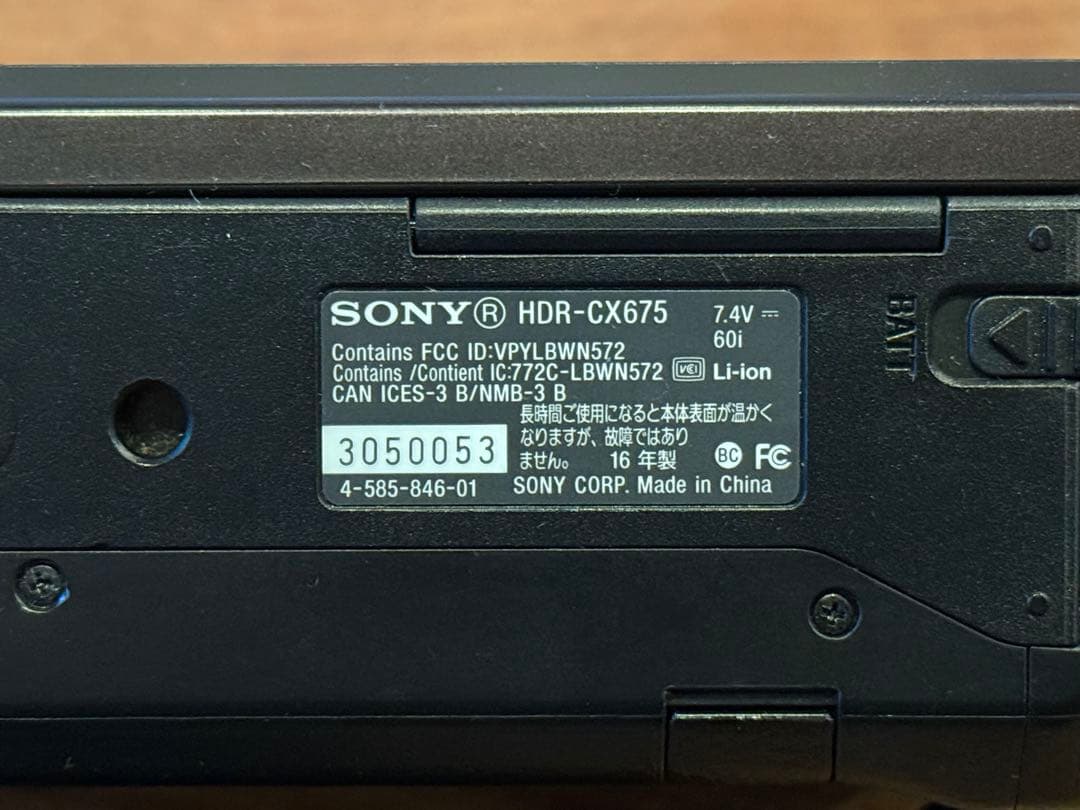 SONY® HDR-CX675 7.4V ⎓
60i
Contains FCC ID:VPYLBWN572
Contains /Contient IC:772C-LBWN572 VCI Li-ion
CAN ICES-3 B/NMB-3 B
長時間ご使用になると本体表面が温かく
なりますが、故障ではあり
ません。 16 年製 BC FC
3050053
4-585-846-01 SONY CORP. Made in China
BATT